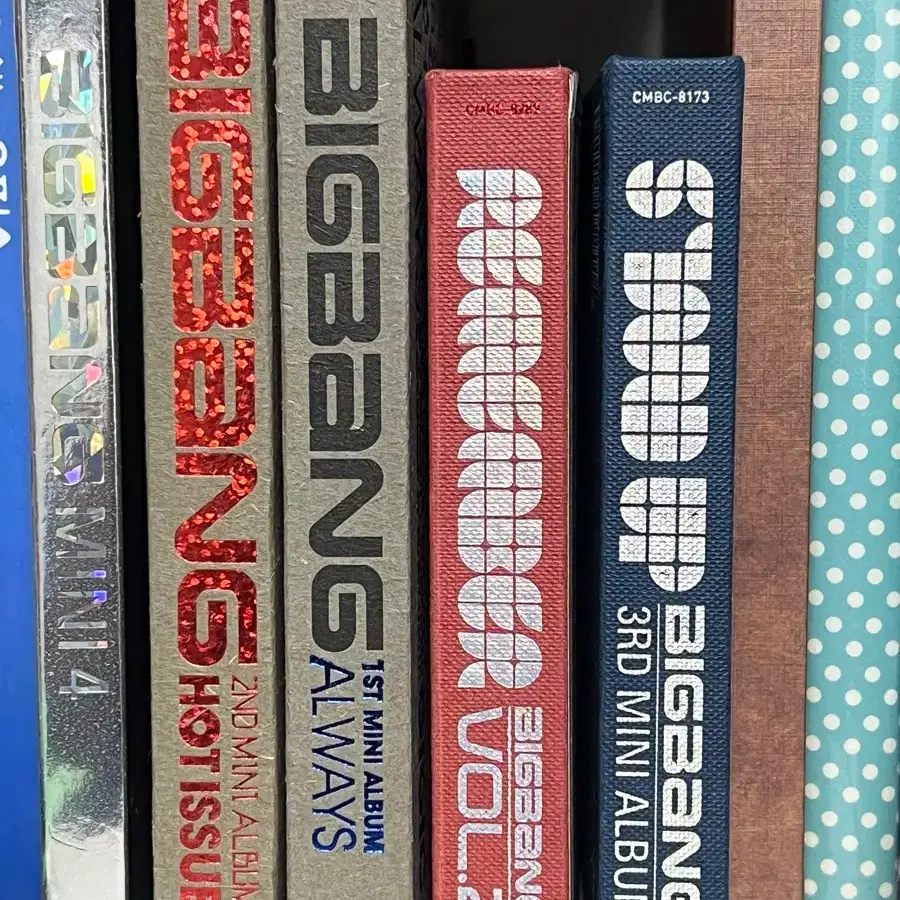 BIGBANG MINI 4
BIGBANG
2ND MINI ALBUM
HOT ISSUE
BIGBANG
1ST MINI ALBUM
ALWAYS
REMEMBER
BIGBANG
VOL.2
CMBC-8173
STAND UP
BIGBANG
3RD MINI ALBUM